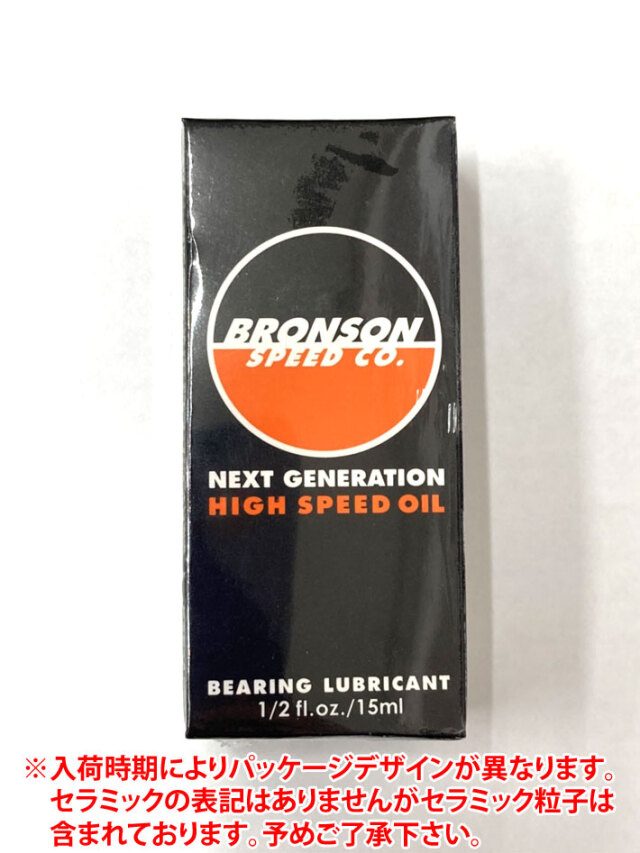 BRONSON
SPEED CO.
NEXT GENERATION
HIGH SPEED OIL
BEARING LUBRICANT
1/2 fl.oz./15ml
※入荷時期によりパッケージデザインが異なります。
セラミックの表記はありませんがセラミック粒子は
含まれております。予めご了承下さい。